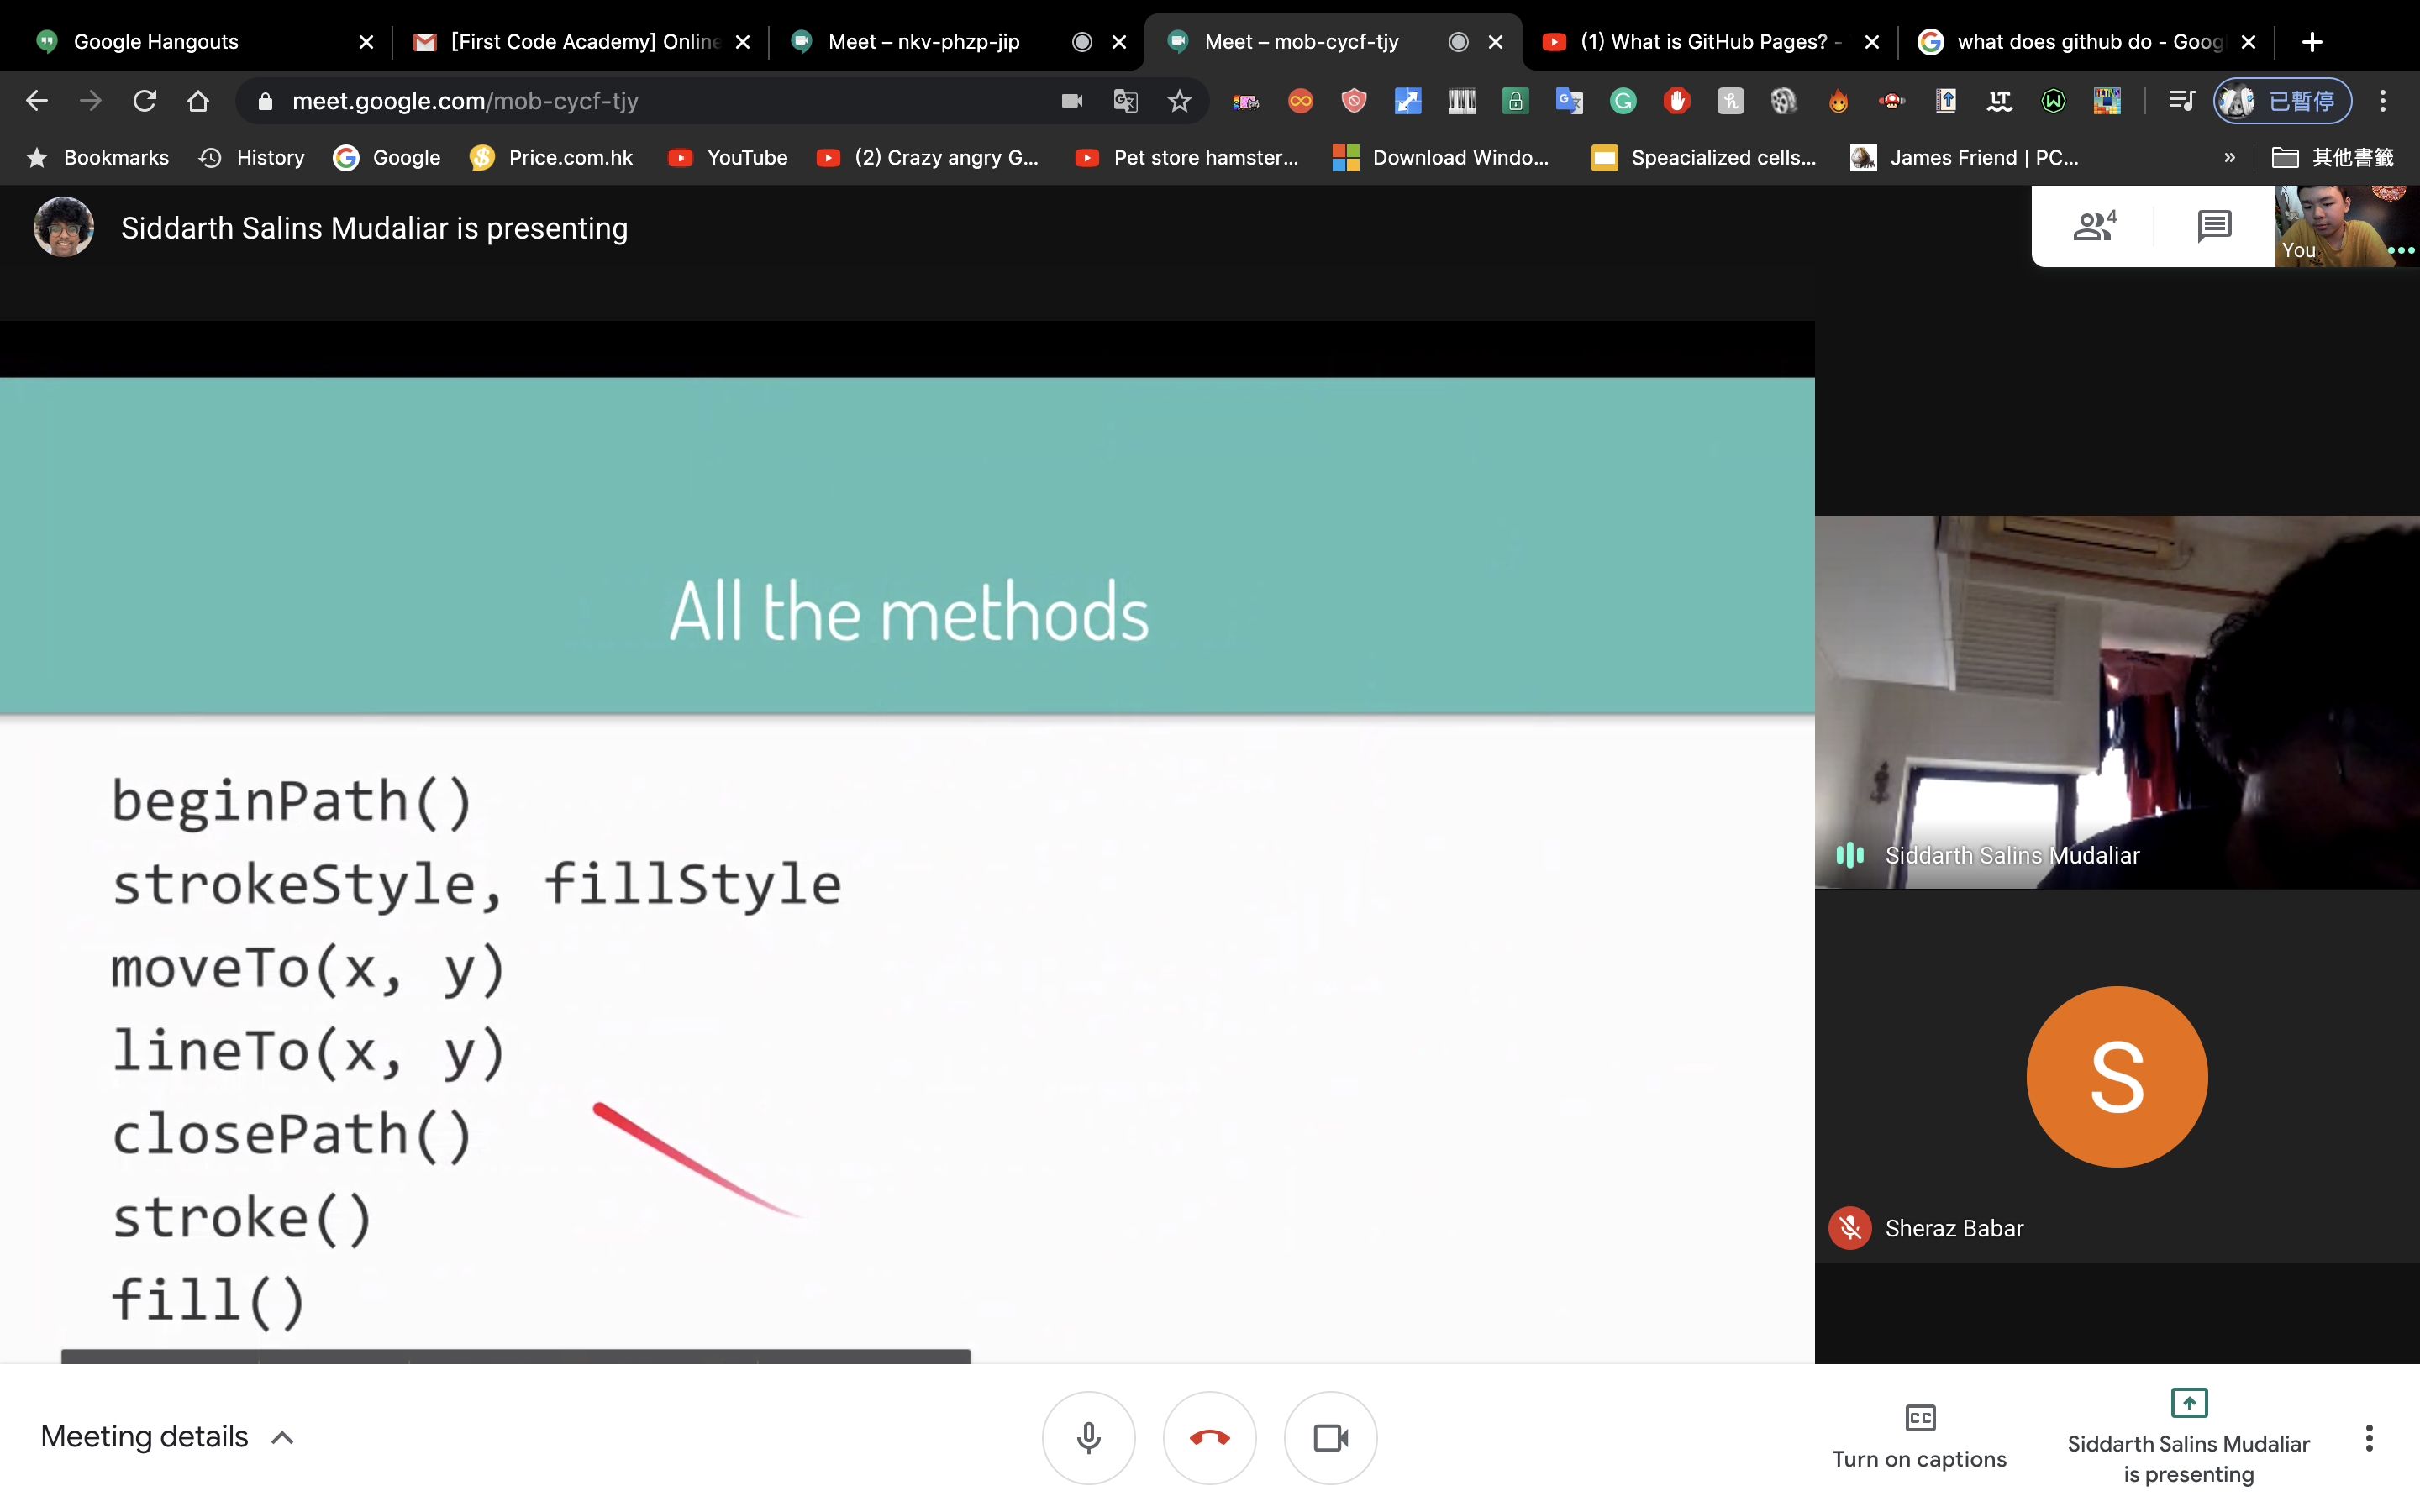 Google Hangouts
[First Code Academy] Online
Meet – nkv-phzp-jip
Meet – mob-cycf-tjy
(1) What is GitHub Pages? -
what does github do - Goog
meet.google.com/mob-cycf-tjy
已暫停
Bookmarks
History
Google
Price.com.hk
YouTube
(2) Crazy angry G...
Pet store hamster...
Download Windo...
Speacialized cells...
James Friend | PC...
»
其他書籤
Siddarth Salins Mudaliar is presenting
4
You
All the methods
beginPath()
strokeStyle, fillStyle
moveTo(x, y)
lineTo(x, y)
closePath()
stroke()
fill()
Siddarth Salins Mudaliar
S
Sheraz Babar
Meeting details
CC
Turn on captions
Siddarth Salins Mudaliar
is presenting